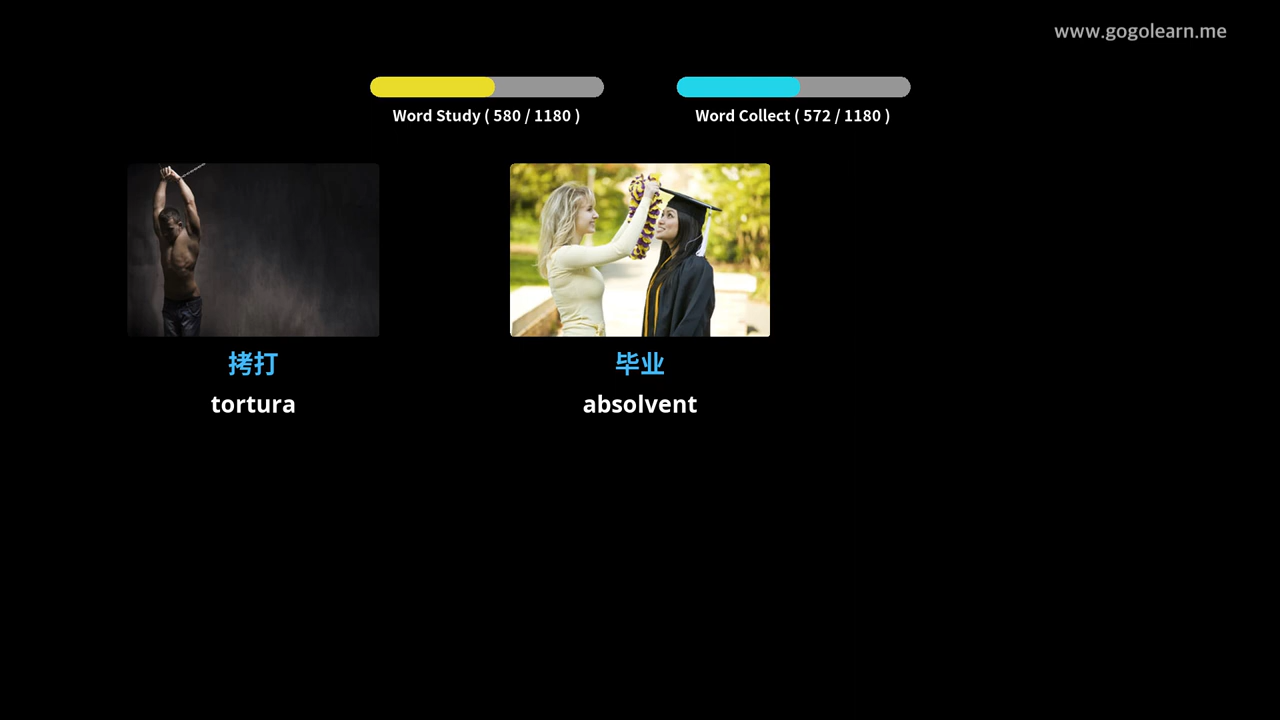 www.gogolearn.me
Word Study ( 580 / 1180 )
Word Collect ( 572 / 1180 )
拷打
tortura
毕业
absolvent